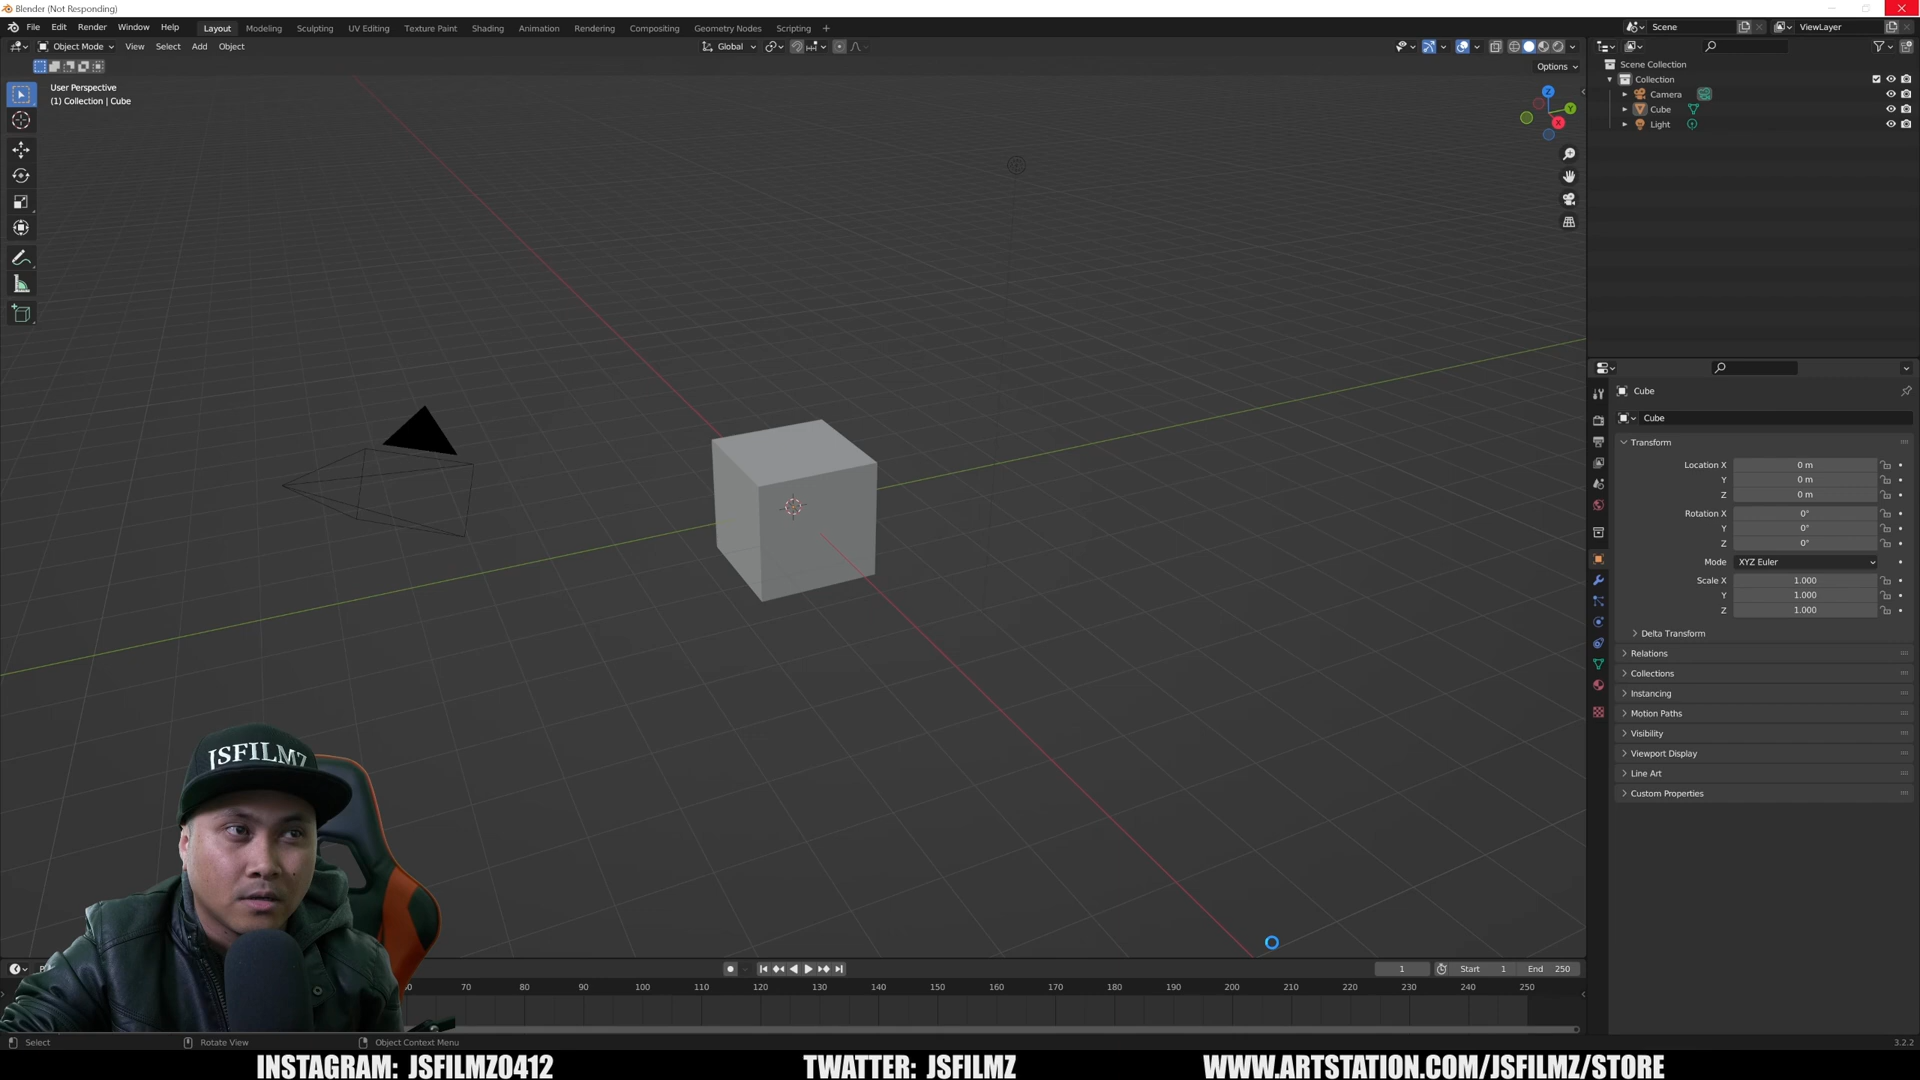 Blender (Not Responding)
File Edit Render Window Help Layout Modeling Sculpting UV Editing Texture Paint Shading Animation Rendering Compositing Geometry Nodes Scripting + Scene ViewLayer
Object Mode View Select Add Object Global
Options
User Perspective
(1) Collection | Cube
Z
Y
X
Scene Collection
Collection
Camera
Cube
Light
Cube
Cube
Transform
Location X 0 m
Y 0 m
Z 0 m
Rotation X 0°
Y 0°
Z 0°
Mode XYZ Euler
Scale X 1.000
Y 1.000
Z 1.000
Delta Transform
Relations
Collections
Instancing
Motion Paths
Visibility
Viewport Display
Line Art
Custom Properties
JSFILMZ
1 Start 1 End 250
70 80 90 100 110 120 130 140 150 160 170 180 190 200 210 220 230 240 250
Select Rotate View Object Context Menu 3.2.2
INSTAGRAM: JSFILMZ0412 TWATTER: JSFILMZ WWW.ARTSTATION.COM/JSFILMZ/STORE